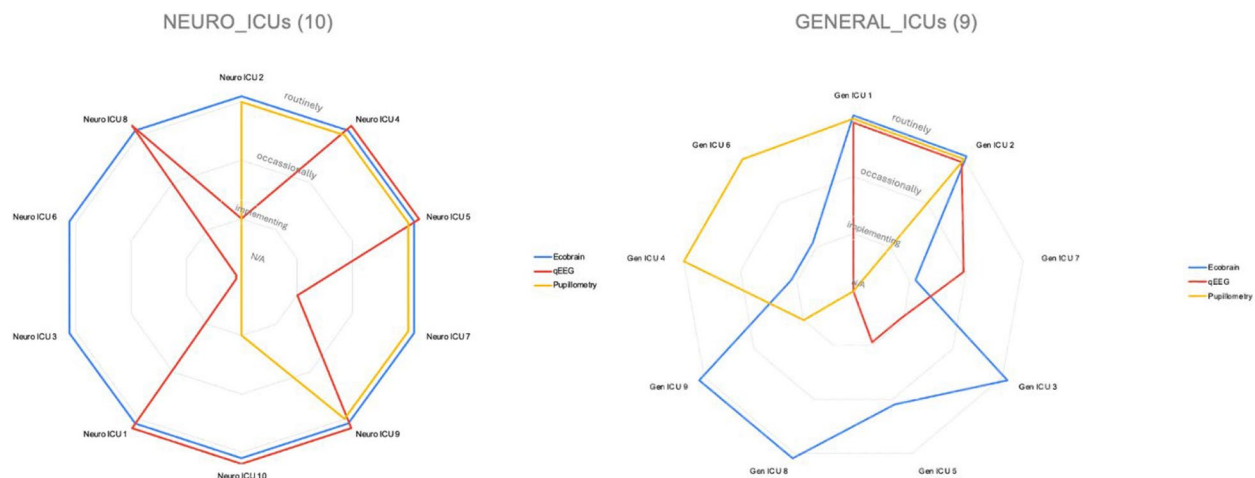 NEURO_ICUs (10)
Neuro ICU 2
Neuro ICU 8
routinely
Neuro ICU 4
occassionally
Neuro ICU 6
implementing
Neuro ICU 5
N/A
Ecobrain
qEEG
Pupillometry
Neuro ICU 3
Neuro ICU 7
Neuro ICU 1
Neuro ICU 9
Neuro ICU 10
GENERAL_ICUs (9)
Gen ICU 1
routinely
Gen ICU 6
Gen ICU 2
occassionally
implementing
Gen ICU 4
Gen ICU 7
N/A
Ecobrain
qEEG
Pupillometry
Gen ICU 9
Gen ICU 3
Gen ICU 8
Gen ICU 5